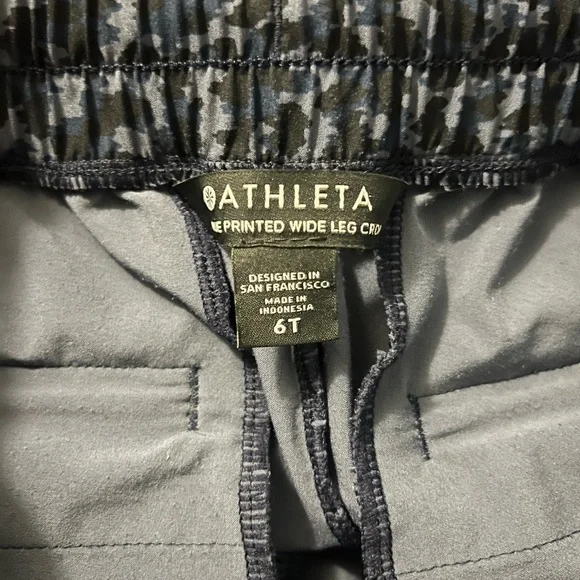 ATHLETA
PRINTED WIDE LEG
DESIGNED IN
SAN FRANCISCO
MADE IN
INDONESIA
6T